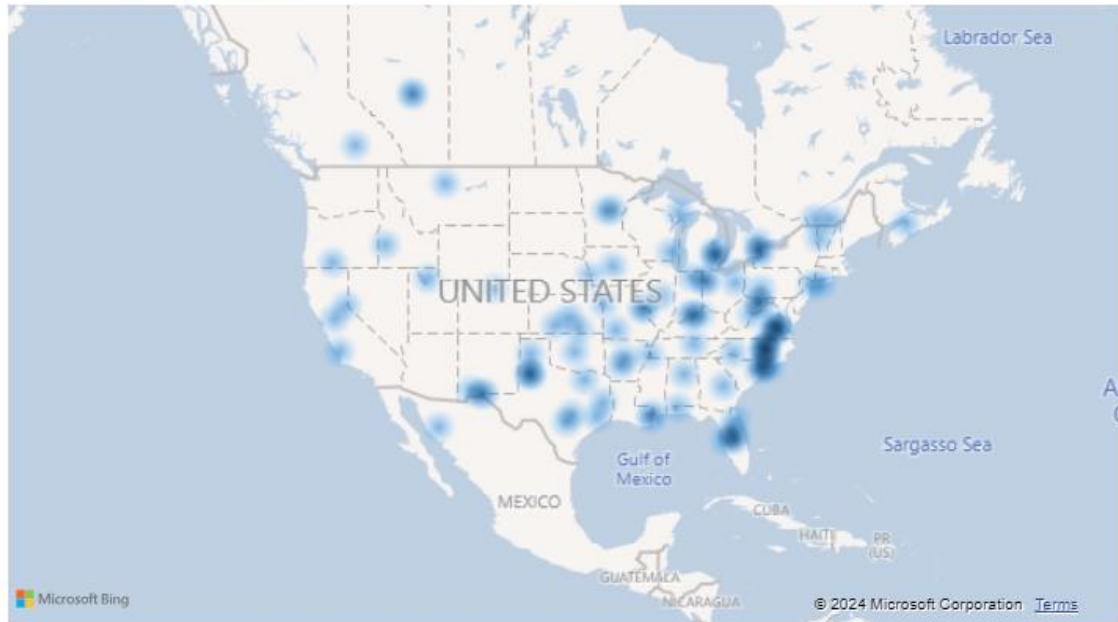 Labrador Sea
UNITED STATES
A
Sargasso Sea
Gulf of
Mexico
MEXICO
CUBA
HAITI
PR
(US)
GUATEMALA
NICARAGUA
Microsoft Bing
© 2024 Microsoft Corporation Terms